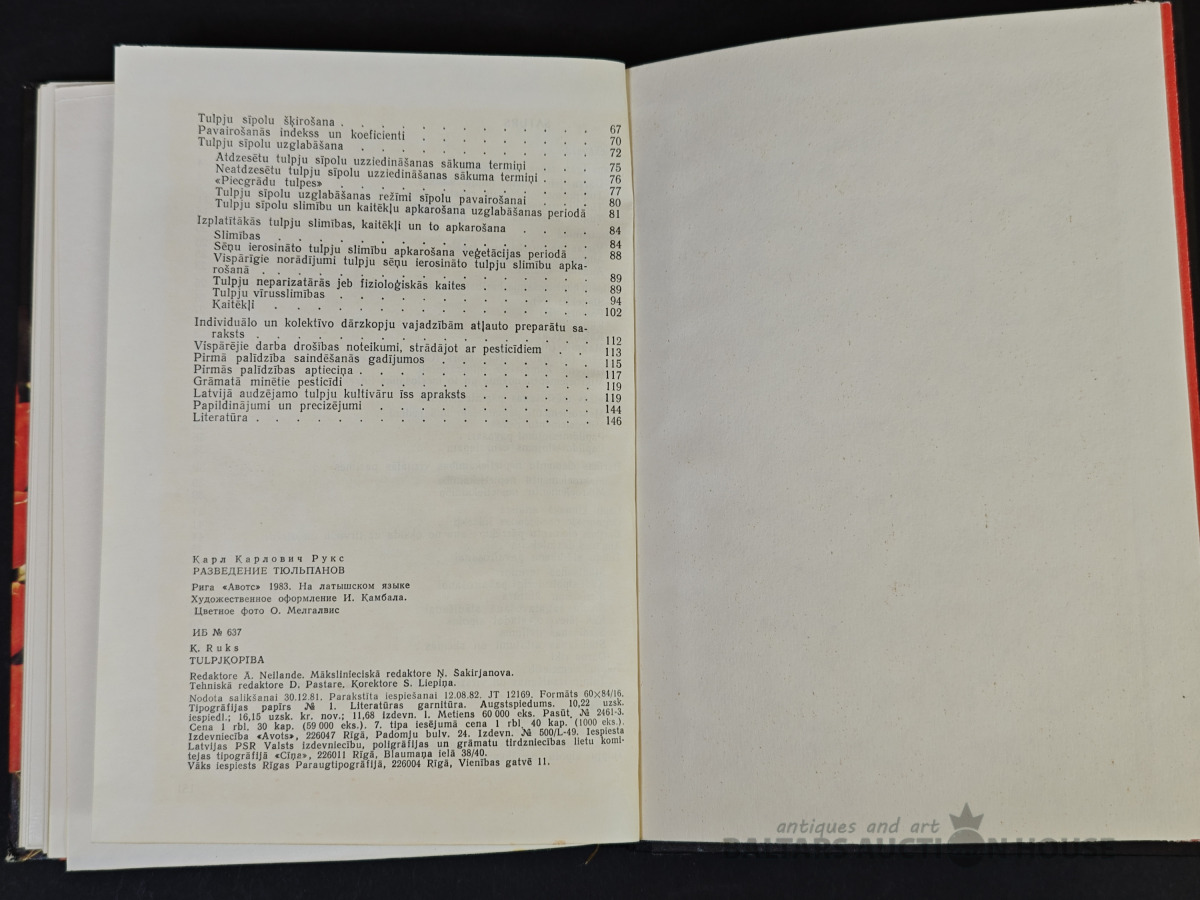 Tulpju sīpolu šķirošana . . . . . . . . . . . . . 67
Pavairošanās indekss un koeficienti . . . . . . . . . . 70
Tulpju sīpolu uzglabāšana . . . . . . . . . . . . 72
Atdzesētu tulpju sīpolu uzziedināšanas sākuma termiņi . . . 75
Neatdzesētu tulpju sīpolu uzziedināšanas sākuma termiņi . . . 76
«Piecgrādu tulpes» . . . . . . . . . . . . 77
Tulpju sīpolu uzglabāšanas režīmi sīpolu pavairošanai . . . 80
Tulpju sīpolu slimību un kaitēkļu apkarošana uzglabāšanas periodā 81
Izplatītākās tulpju slimības, kaitēkļi un to apkarošana . . . . 84
Slimības . . . . . . . . . . . . . . . 84
Sēņu ierosināto tulpju slimību apkarošana veģetācijas periodā . 88
Vispārīgie norādījumi tulpju sēņu ierosināto tulpju slimību apka-
rošanā . . . . . . . . . . . . . . . 89
Tulpju neparizatārās jeb fizioloģiskās kaites . . . . . . 89
Tulpju vīrusslimības . . . . . . . . . . . . 94
Kaitēkļi . . . . . . . . . . . . . . . 102
Individuālo un kolektīvo dārzkopju vajadzībām atļauto preparātu sa-
raksts . . . . . . . . . . . . . . . . 112
Vispārējie darba drošības noteikumi, strādājot ar pesticīdiem . . 113
Pirmā palīdzība saindēšanās gadījumos . . . . . . . . 115
Pirmās palīdzības aptieciņa . . . . . . . . . . . . 117
Grāmatā minētie pesticīdi . . . . . . . . . . . . 119
Latvijā audzējamo tulpju kultivāru īss apraksts . . . . . . 119
Papildinājumi un precizējumi . . . . . . . . . . . 144
Literatūra . . . . . . . . . . . . . . . . 146
Карл Карлович Рукс
РАЗВЕДЕНИЕ ТЮЛЬПАНОВ
Рига «Авотс» 1983. На латышском языке
Художественное оформление И. Камбала.
Цветное фото О. Мелгалвис
ИБ № 637
K. Ruks
TULPJKOPĪBA
Redaktore Ā. Neilande. Mākslinieciskā redaktore Ņ. Šakirjanova.
Tehniskā redaktore D. Pastare. Korektore S. Liepiņa.
Nodota salikšanai 30.12.81. Parakstīta iespiešanai 12.08.82. JT 12169. Formāts 60×84/16.
Tipogrāfijas papīrs № 1. Literatūras garnitūra. Augstspiedums. 10,22 uzsk.
iespiedl.; 16,15 uzsk. kr. nov.; 11,68 izdevn. l. Metiens 60 000 eks. Pasūt. № 2461-3.
Cena 1 rbl. 30 kap. (59 000 eks.). 7. tipa iesējumā cena 1 rbl. 40 kap. (1000 eks.).
Izdevniecība «Avots», 226047 Rīgā, Padomju bulv. 24. Izdevn. № 500/L-49. Iespiesta
Latvijas PSR Valsts izdevniecību, poligrāfijas un grāmatu tirdzniecības lietu komi-
tejas tipogrāfijā «Cīņa», 226011 Rīgā, Blaumaņa ielā 38/40.
Vāks iespiests Rīgas Paraugtipogrāfijā, 226004 Rīgā, Vienības gatvē 11.
antiques and art
BALTARS AUCTION HOUSE